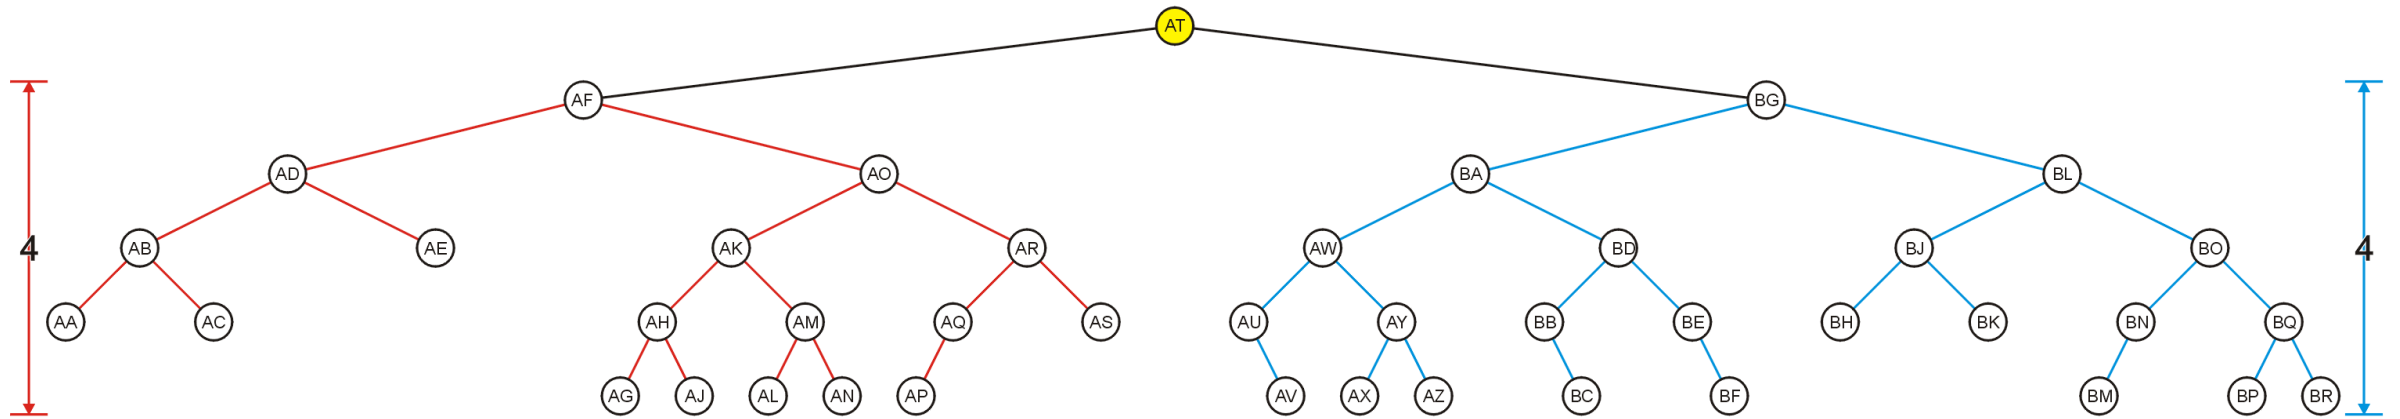 AT
AF BG
AD AO BA BL
4 AB AE AK AR AW BD BJ BO 4
AA AC AH AM AQ AS AU AY BB BE BH BK BN BQ
AG AJ AL AN AP AV AX AZ BC BF BM BP BR